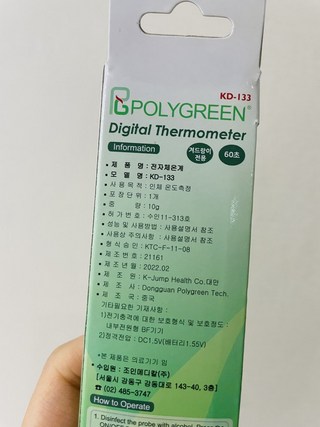 KD-133
POLYGREEN®
Digital Thermometer
Information
겨드랑이
전용
60초
• 제 품 명 : 전자체온계
• 모 델 명 : KD-133
• 사 용 목 적 : 인체 온도측정
• 포 장 단 위 : 1개
• 중 량 : 10g
• 허 가 번 호 : 수인11-313호
• 성능 및 사용방법 : 사용설명서 참조
• 사용상 주의사항 : 사용설명서 참조
• 형 식 승 인 : KTC-F-11-08
• 제 조 번 호 : 21161
• 제 조 년 월 : 2022.02
• 제 조 원 : K-Jump Health Co.대만
• 제 조 사 : Dongguan Polygreen Tech.
• 제 조 국 : 중국
기타필요한 기재사항 :
1)전기충격에 대한 보호형식 및 보호정도 :
내부전원형 BF기기
2)정격전압 : DC1.5V(배터리1.55V)
•본 제품은 의료기기 임
• 수입원 : 조인메디칼(주)
[서울시 강동구 강동대로 143-40, 3층]
☎ 02) 485-3747
How to Operate
1. Disinfect the probe with alcohol.